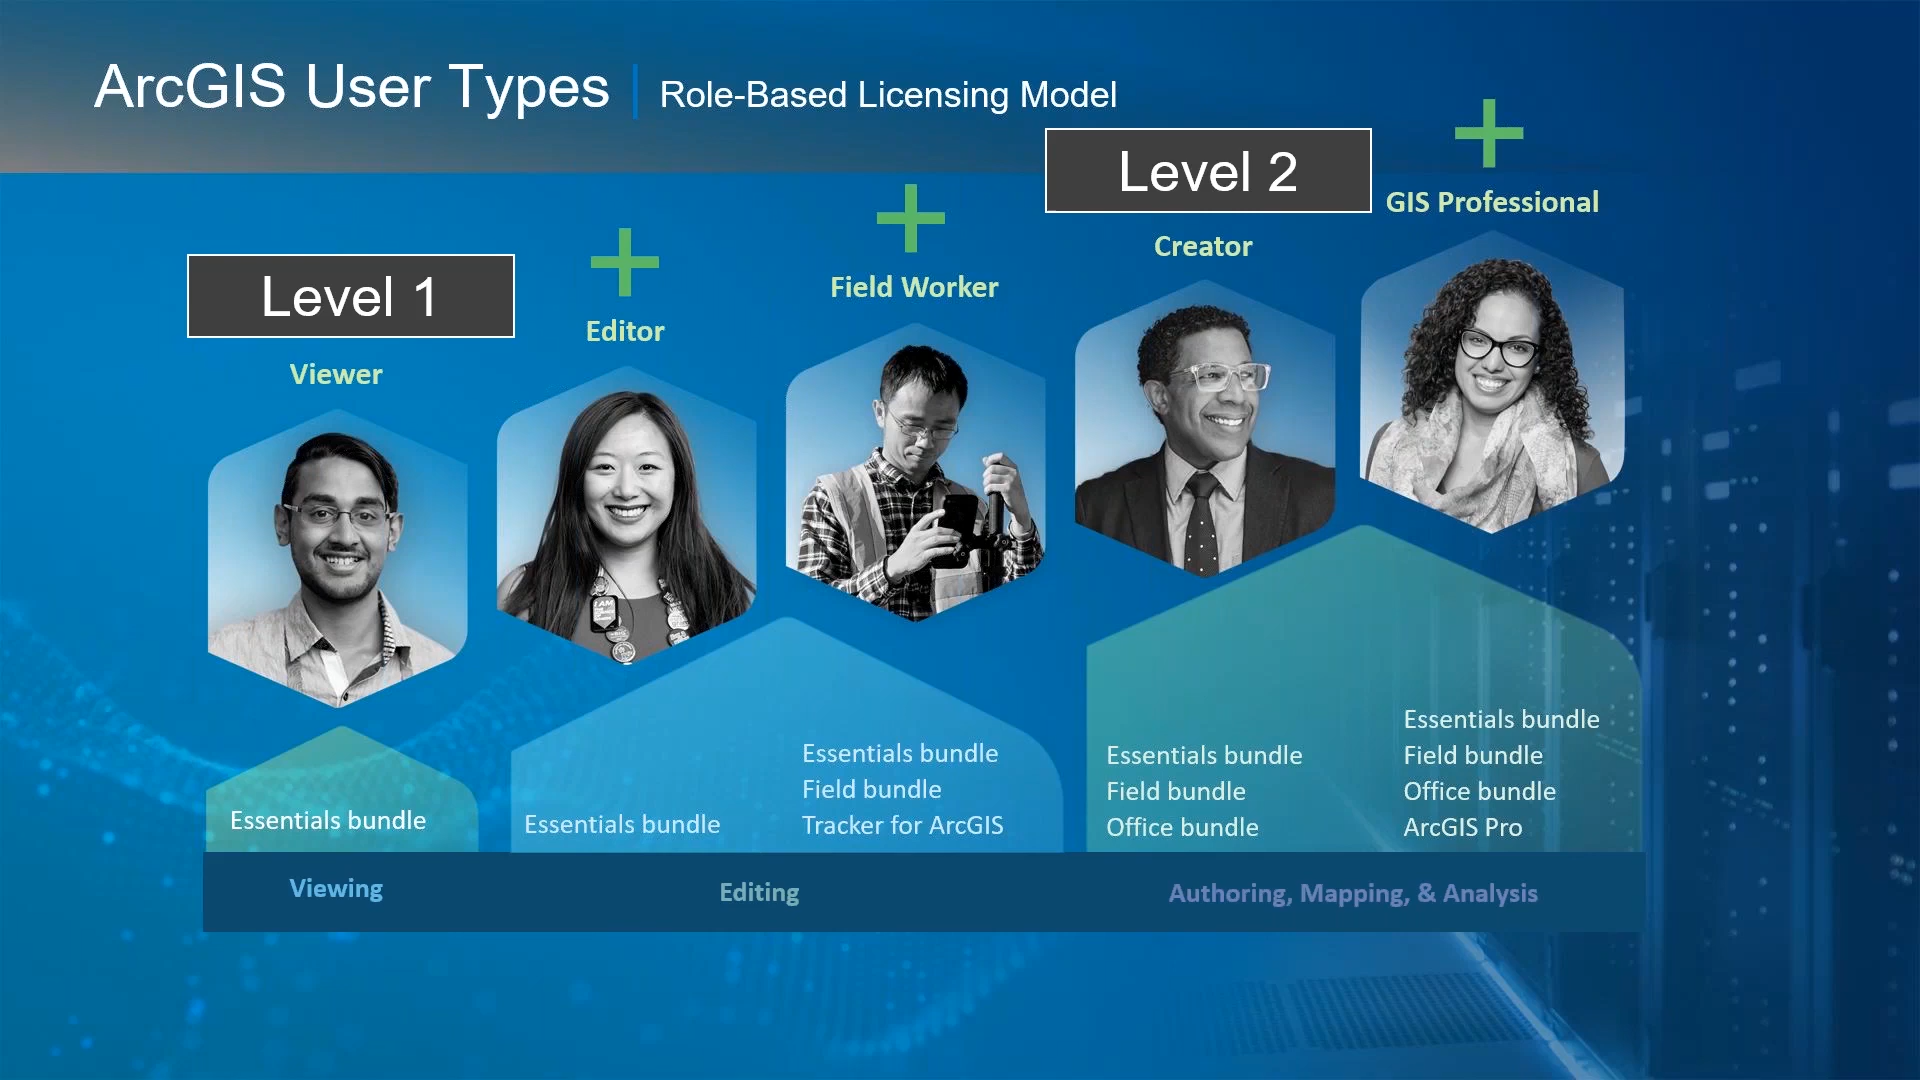 ArcGIS User Types | Role-Based Licensing Model
Level 1
Viewer
Editor
Field Worker
Level 2
Creator
GIS Professional
I AM
Essentials bundle
Essentials bundle
Essentials bundle
Field bundle
Tracker for ArcGIS
Essentials bundle
Field bundle
Office bundle
Essentials bundle
Field bundle
Office bundle
ArcGIS Pro
Viewing
Editing
Authoring, Mapping, & Analysis